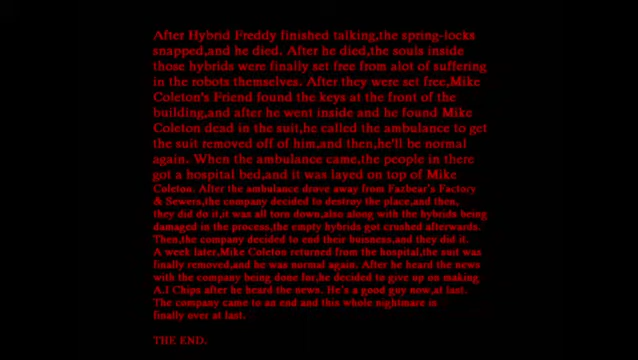 After Hybrid Freddy finished talking,the spring-locks
snapped,and he died. After he died,the souls inside
those hybrids were finally set free from alot of suffering
in the robots themselves. After they were set free,Mike
Coleton's Friend found the keys at the front of the
building,and after he went inside and he found Mike
Coleton dead in the suit,he called the ambulance to get
the suit removed off of him,and then,he'll be normal
again. When the ambulance came,the people in there
got a hospital bed,and it was layed on top of Mike
Coleton. After the ambulance drove away from Fazbear's Factory
& Sewers,the company decided to destroy the place,and then,
they did do it,it was all torn down,also along with the hybrids being
damaged in the process,the empty hybrids got crushed afterwards.
Then,the company decided to end their buisness,and they did it.
A week later,Mike Coleton returned from the hospital,the suit was
finally removed,and he was normal again. After he heard the news
with the company being done for,he decided to give up on making
A.I Chips after he heard the news. He's a good guy now,at last.
The company came to an end and this whole nightmare is
finally over at last.
THE END.